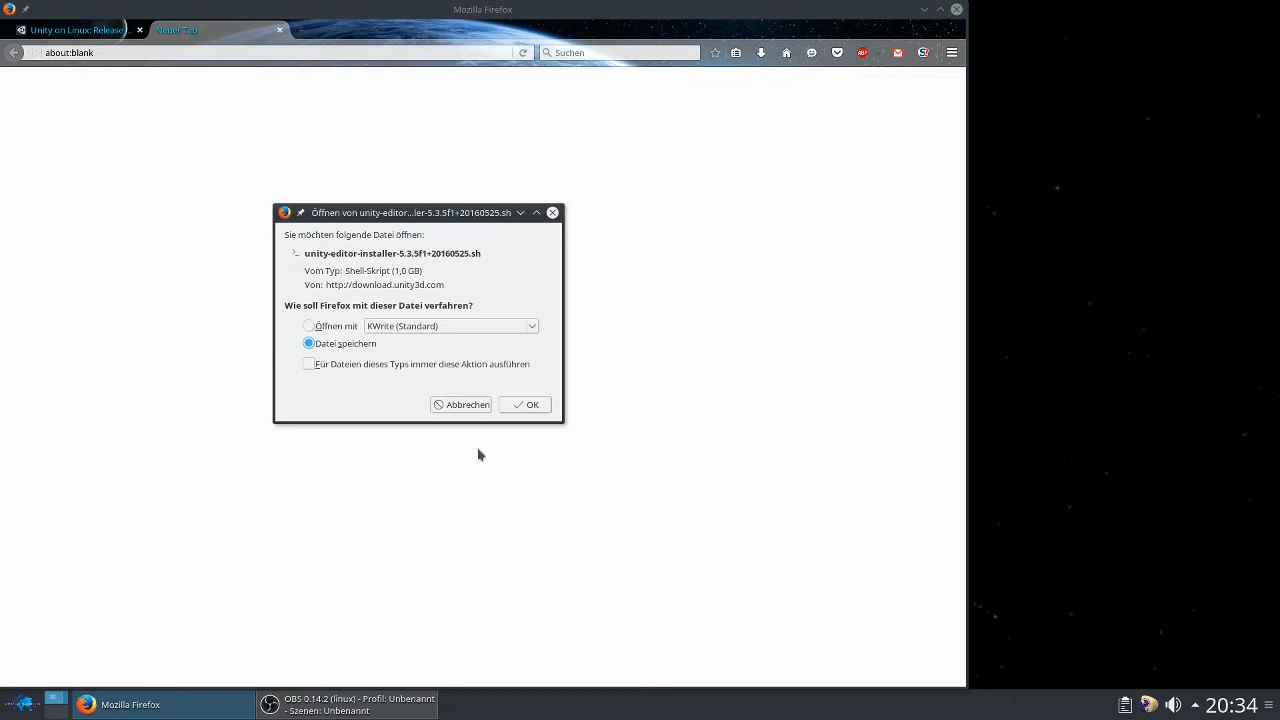 Mozilla Firefox
Unity on Linux: Release...
Neuer Tab
about:blank
Suchen
ABP
Öffnen von unity-editor...ler-5.3.5f1+20160525.sh
Sie möchten folgende Datei öffnen:
unity-editor-installer-5.3.5f1+20160525.sh
Vom Typ: Shell-Skript (1,0 GB)
Von: http://download.unity3d.com
Wie soll Firefox mit dieser Datei verfahren?
Öffnen mit KWrite (Standard)
Datei speichern
Für Dateien dieses Typs immer diese Aktion ausführen
Abbrechen OK
Mozilla Firefox
OBS 0.14.2 (linux) - Profil: Unbenannt
- Szenen: Unbenannt
20:34